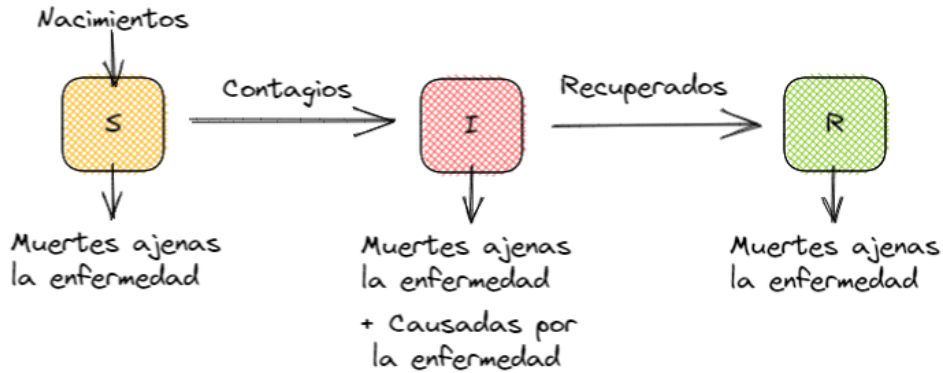 Nacimientos
S
Contagios
I
Recuperados
R
Muertes ajenas
la enfermedad
Muertes ajenas
la enfermedad
+ Causadas por
la enfermedad
Muertes ajenas
la enfermedad